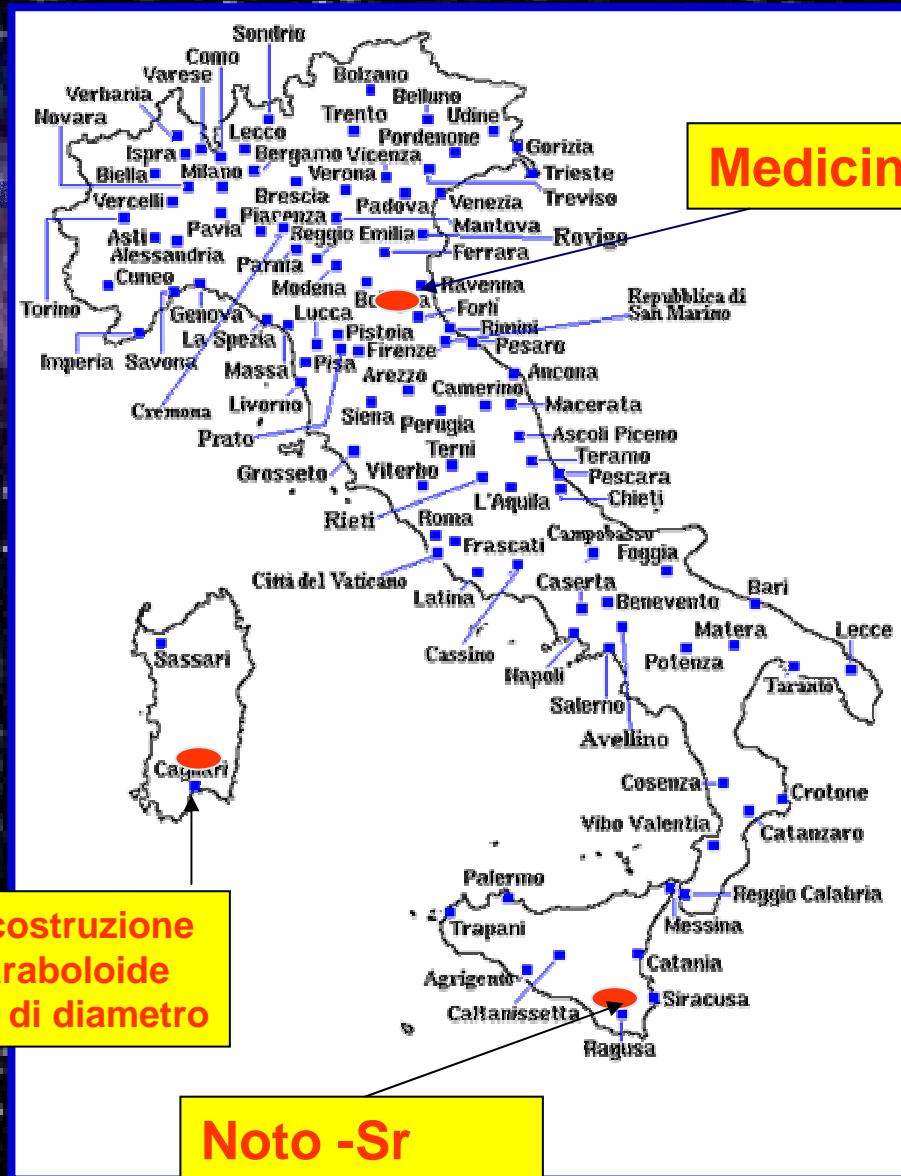 Sondrio
Como
Varese
Verbania
Novara
Bolzano
Belluno
Trento
Udine
Pordenone
Lecco
Ispra
Bergamo
Vicenza
Gorizia
Biella
Milano
Verona
Trieste
Brescia
Treviso
Vercelli
Padova
Venezia
Piacenza
Mantova
Pavia
Asti
Reggio Emilia
Rovigo
Alessandria
Parma
Ferrara
Cuneo
Modena
Ravenna
Torino
Genova
Lucca
Forlì
Repubblica di
San Marino
La Spezia
Pistoia
Rimini
Imperia
Savona
Firenze
Pesaro
Massa
Pisa
Arezzo
Ancona
Cremona
Livorno
Camerino
Siena
Perugia
Macerata
Prato
Ascoli Piceno
Grosseto
Terni
Teramo
Viterbo
Pescara
L'Aquila
Chieti
Rieti
Roma
Frascati
Campobasso
Foggia
Città del Vaticano
Caserta
Bari
Latina
Benevento
Matera
Lecce
Cassino
Napoli
Potenza
Taranto
Sassari
Salerno
Avellino
Cagliari
Cosenza
Crotone
Vibo Valentia
Catanzaro
Palermo
Reggio Calabria
Trapani
Messina
Agrigento
Catania
Caltanissetta
Siracusa
Ragusa
Medicin
costruzione
araboloide
di diametro
Noto -Sr